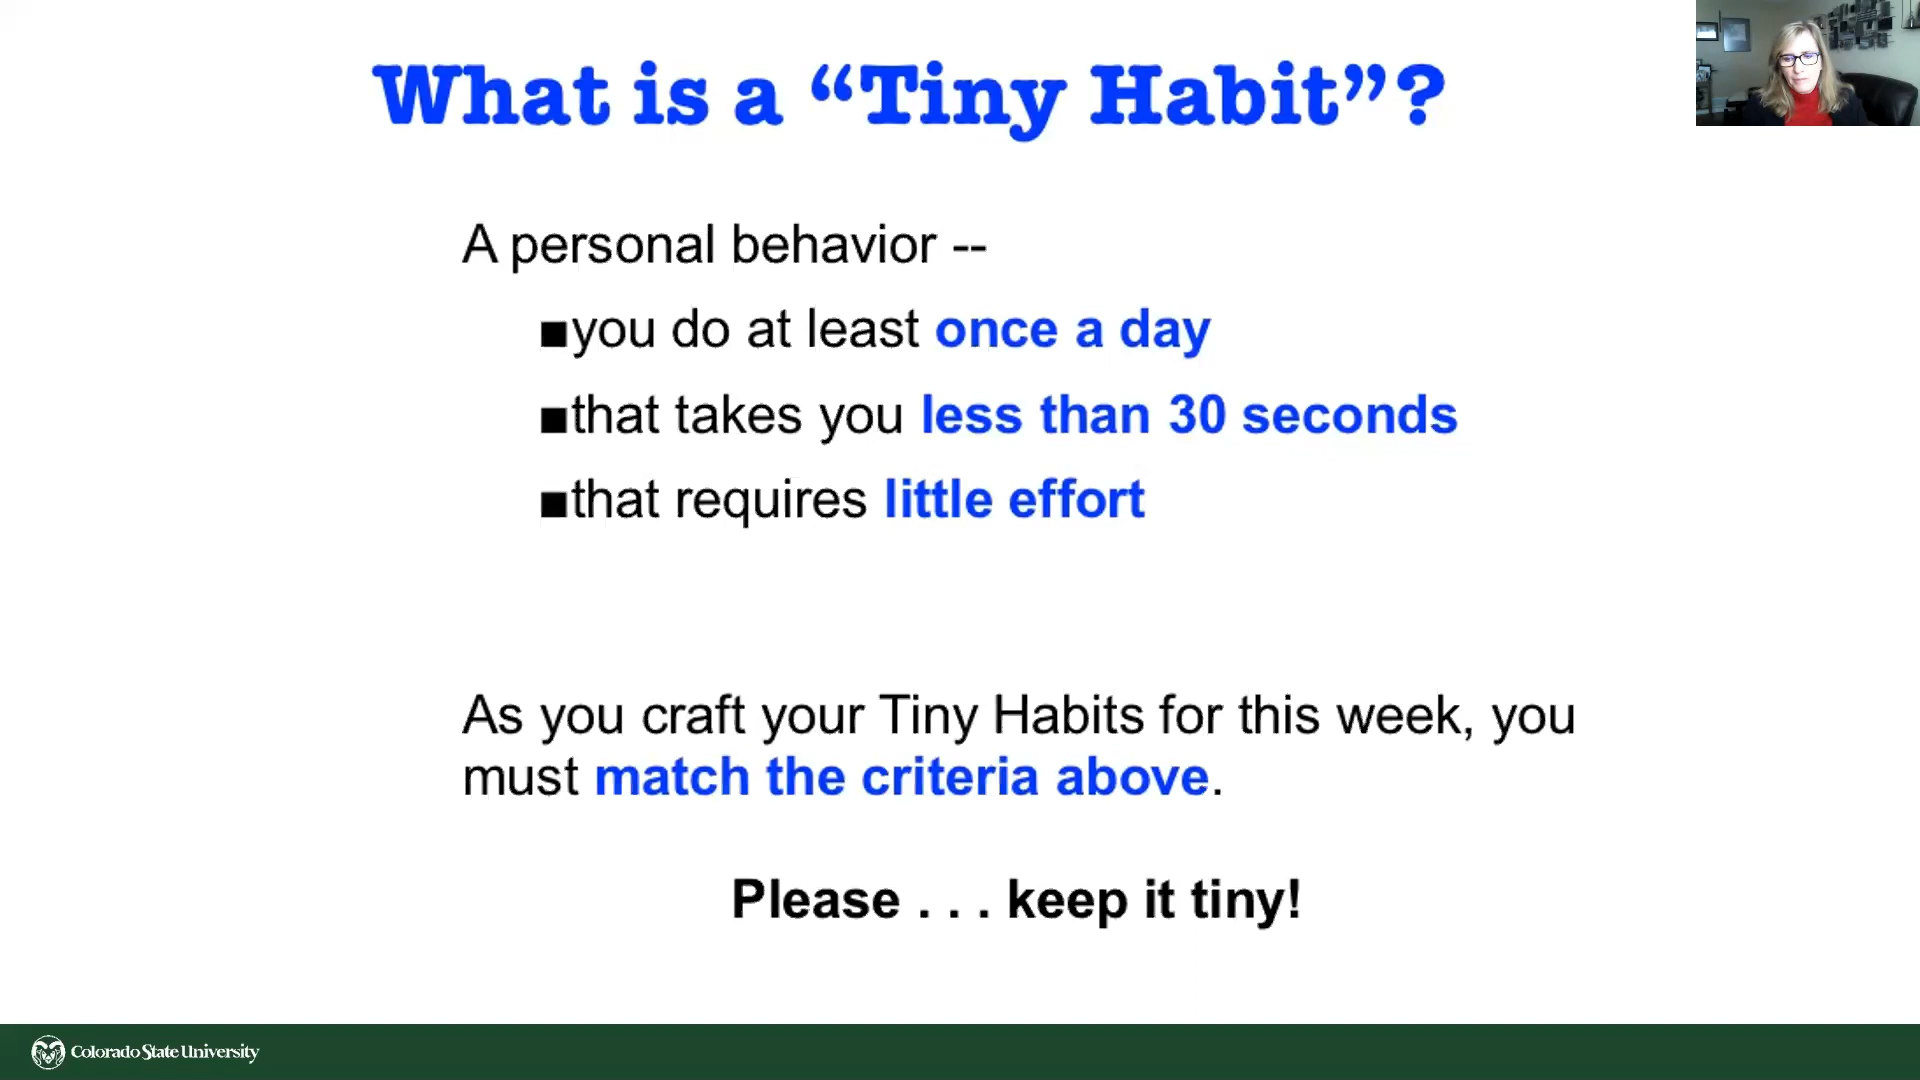 What is a “Tiny Habit”?
A personal behavior --
■you do at least once a day
■that takes you less than 30 seconds
■that requires little effort
As you craft your Tiny Habits for this week, you
must match the criteria above.
Please . . . keep it tiny!
Colorado State University